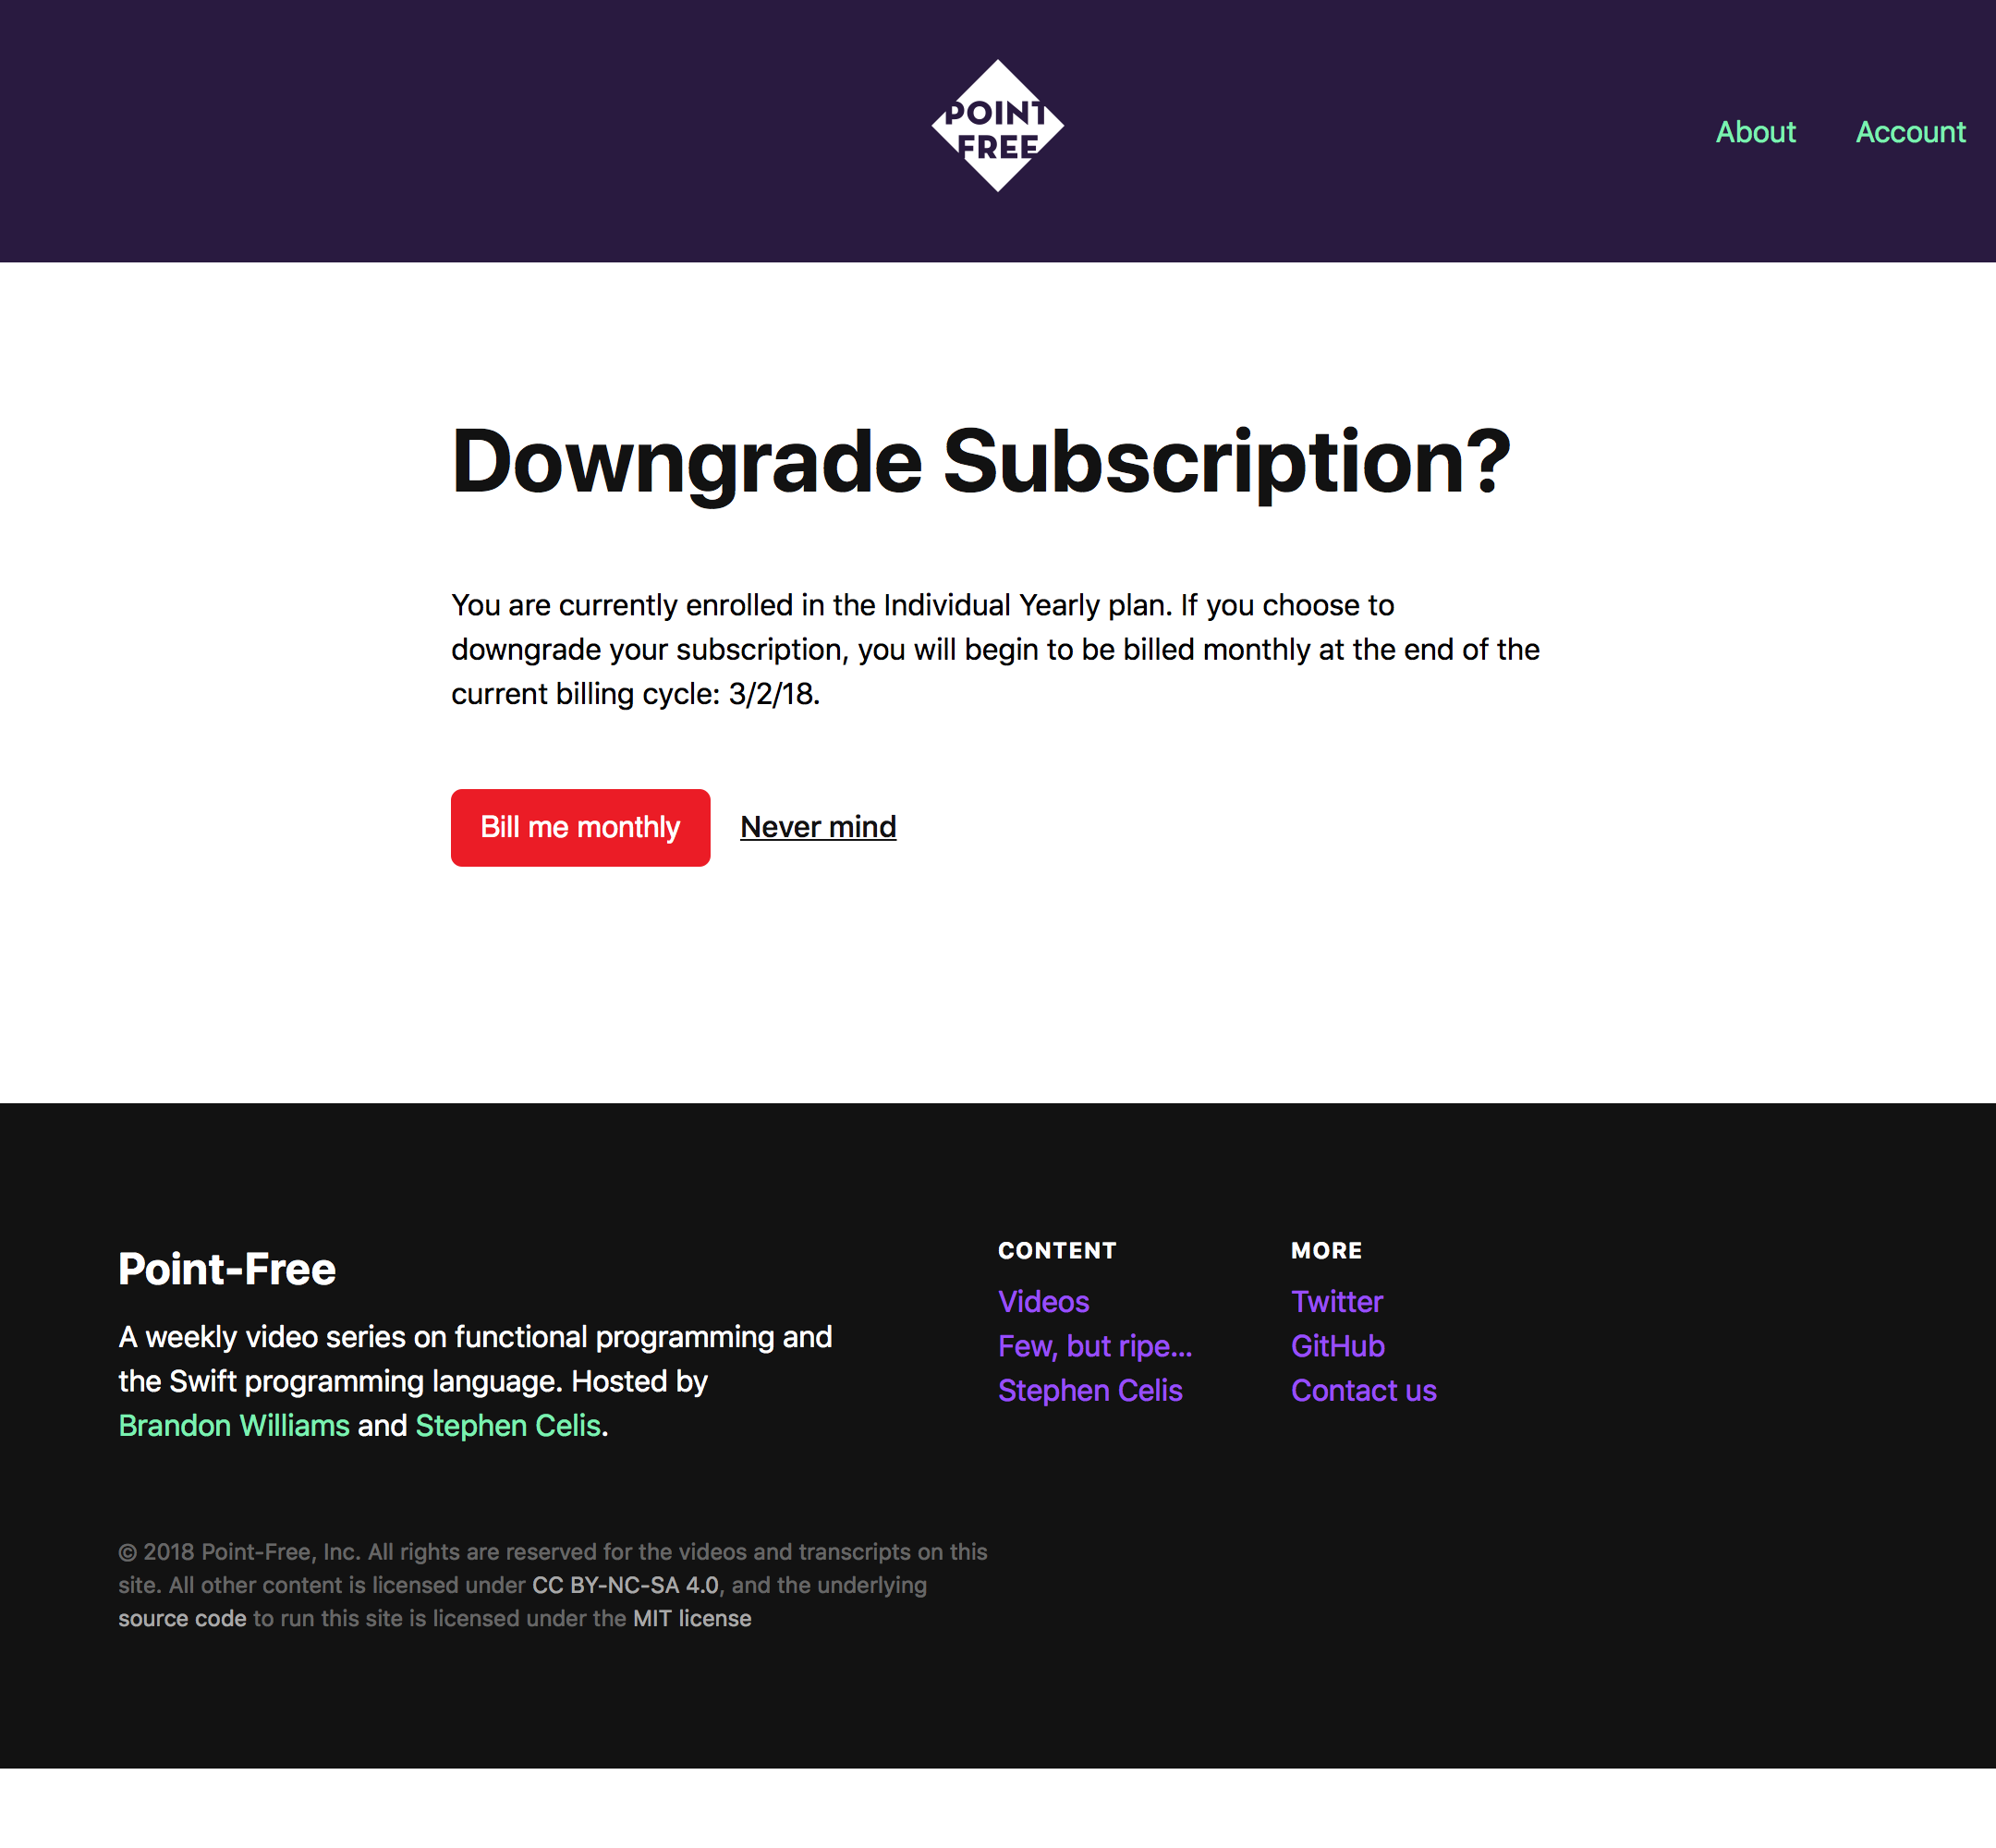 POINT
FREE
About
Account
Downgrade Subscription?
You are currently enrolled in the Individual Yearly plan. If you choose to
downgrade your subscription, you will begin to be billed monthly at the end of the
current billing cycle: 3/2/18.
Bill me monthly
Never mind
Point-Free
A weekly video series on functional programming and
the Swift programming language. Hosted by
Brandon Williams and Stephen Celis.
CONTENT
Videos
Few, but ripe...
Stephen Celis
MORE
Twitter
GitHub
Contact us
© 2018 Point-Free, Inc. All rights are reserved for the videos and transcripts on this
site. All other content is licensed under CC BY-NC-SA 4.0, and the underlying
source code to run this site is licensed under the MIT license